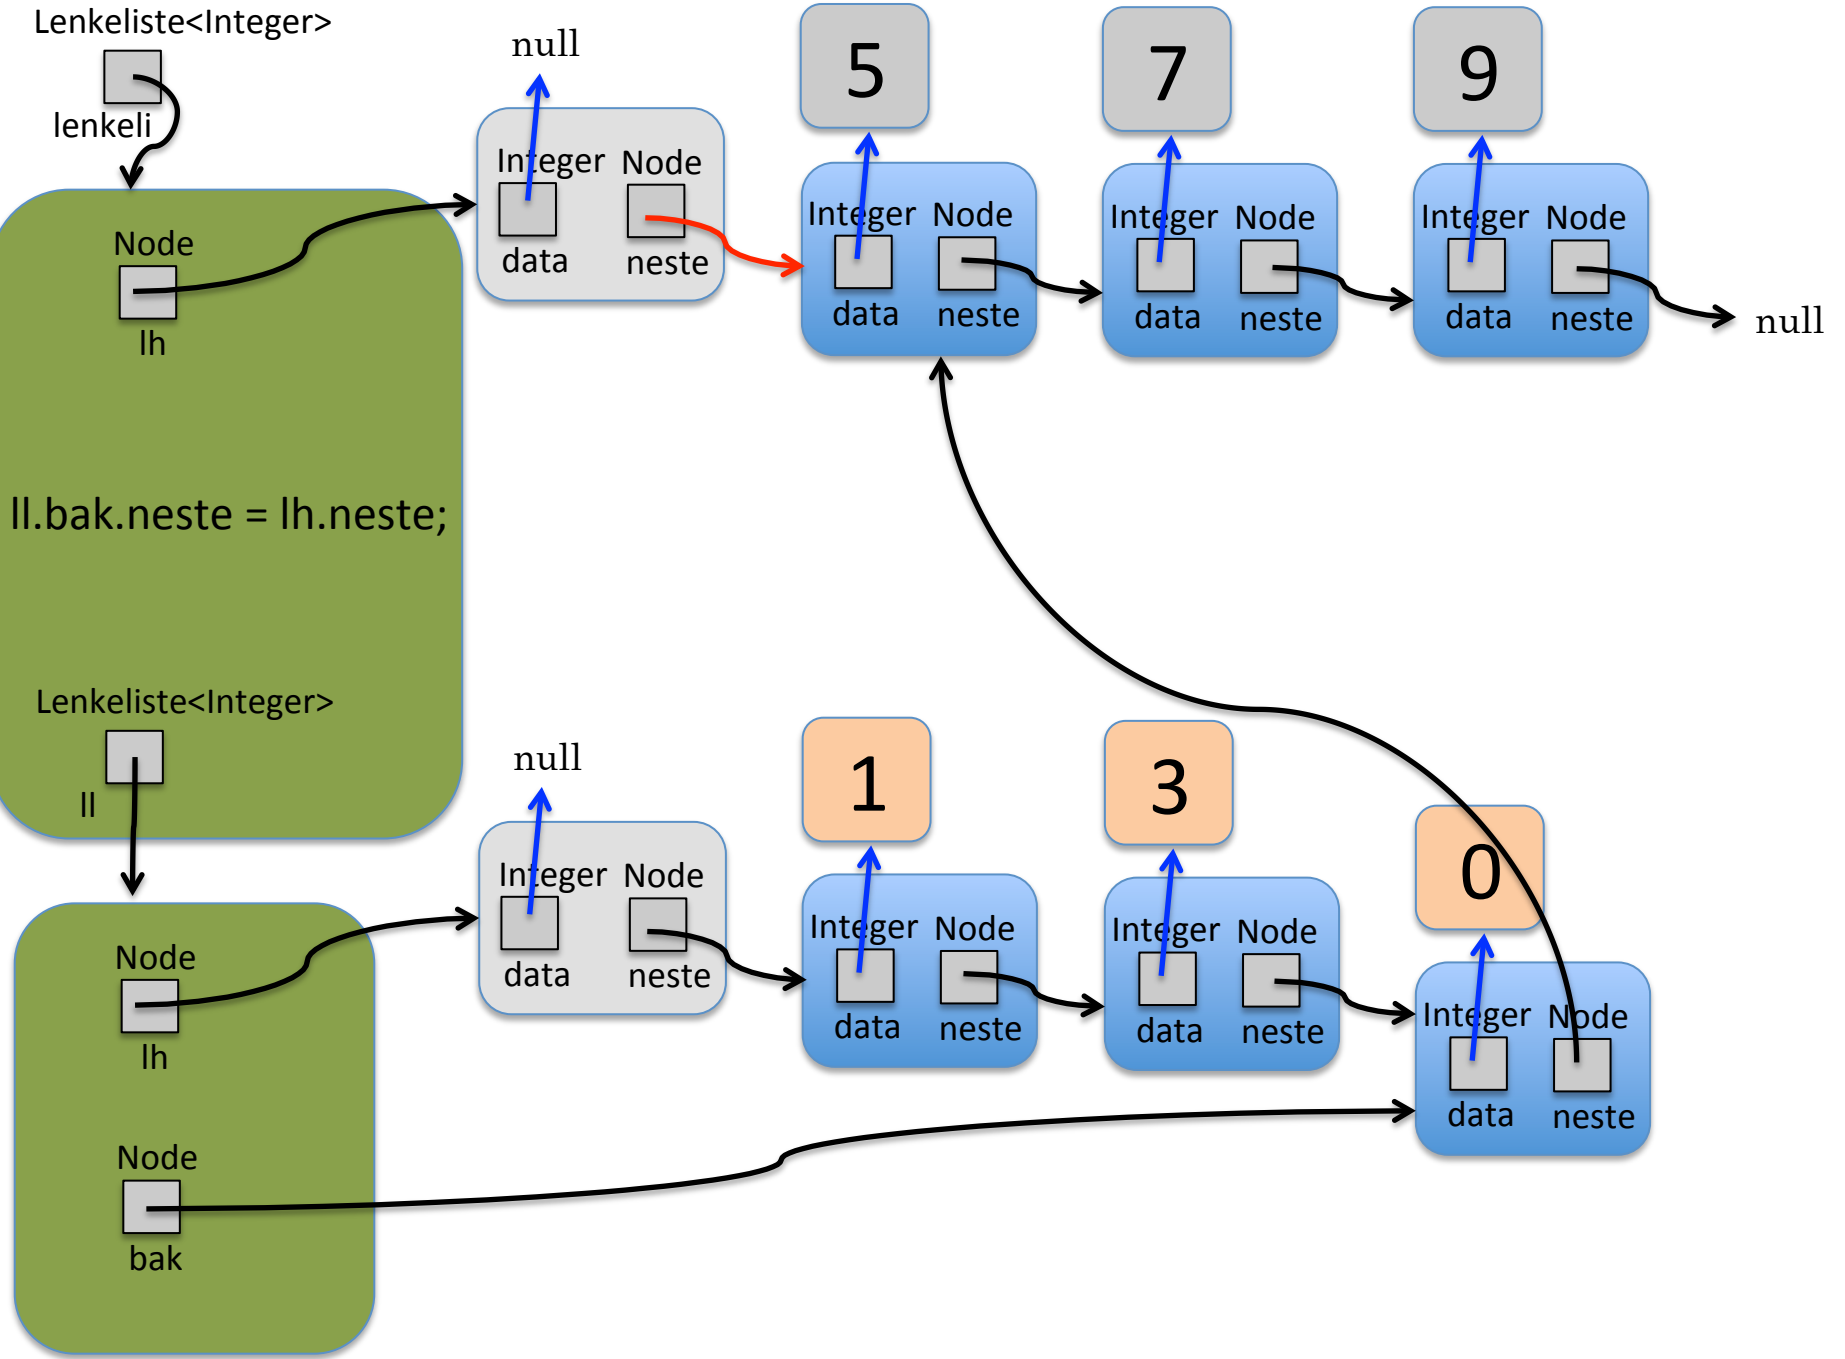 Lenkeliste<Integer>
lenkeli
null
5
7
9
Integer Node
data neste
Integer Node
data neste
Integer Node
data neste
Integer Node
data neste
null
Node
lh
ll.bak.neste = lh.neste;
Lenkeliste<Integer>
ll
null
1
3
0
Integer Node
data neste
Integer Node
data neste
Integer Node
data neste
Integer Node
data neste
Node
lh
Node
bak